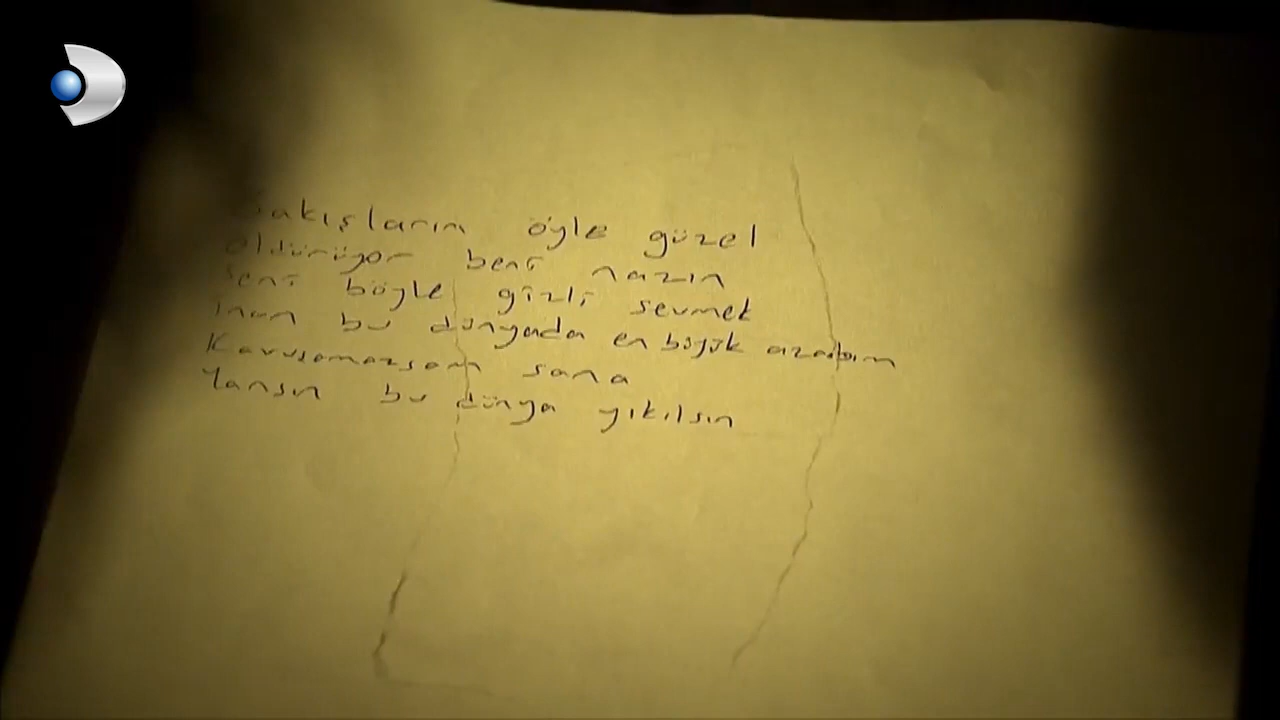 Bakışların öyle güzel
Öldürüyor beni nazın
Seni böyle gizli sevmek
İnan bu dünyada en büyük azabım
Kavuşamazsam sana
Yansın bu dünya yıkılsın